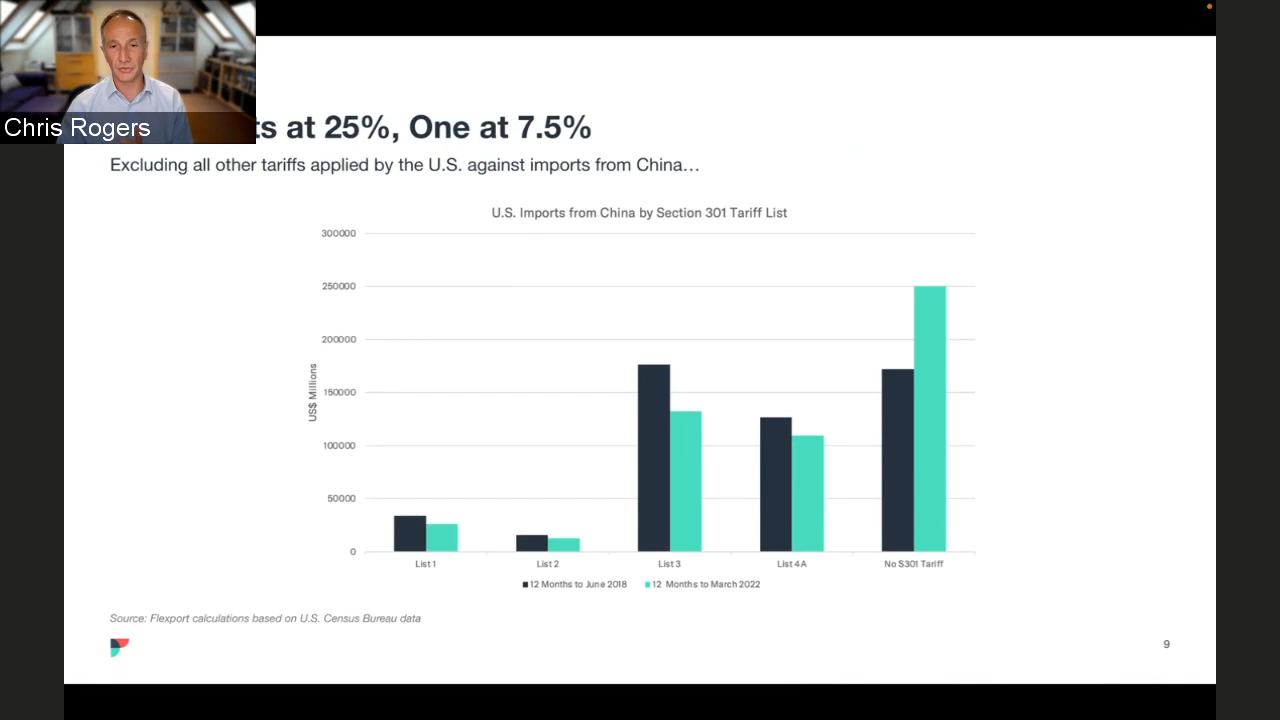 Chris Rogers
ts at 25%, One at 7.5%
Excluding all other tariffs applied by the U.S. against imports from China…
U.S. Imports from China by Section 301 Tariff List
US$ Millions
300000
250000
200000
150000
100000
50000
0
List 1
List 2
List 3
List 4A
No S301 Tariff
12 Months to June 2018
12 Months to March 2022
Source: Flexport calculations based on U.S. Census Bureau data
9